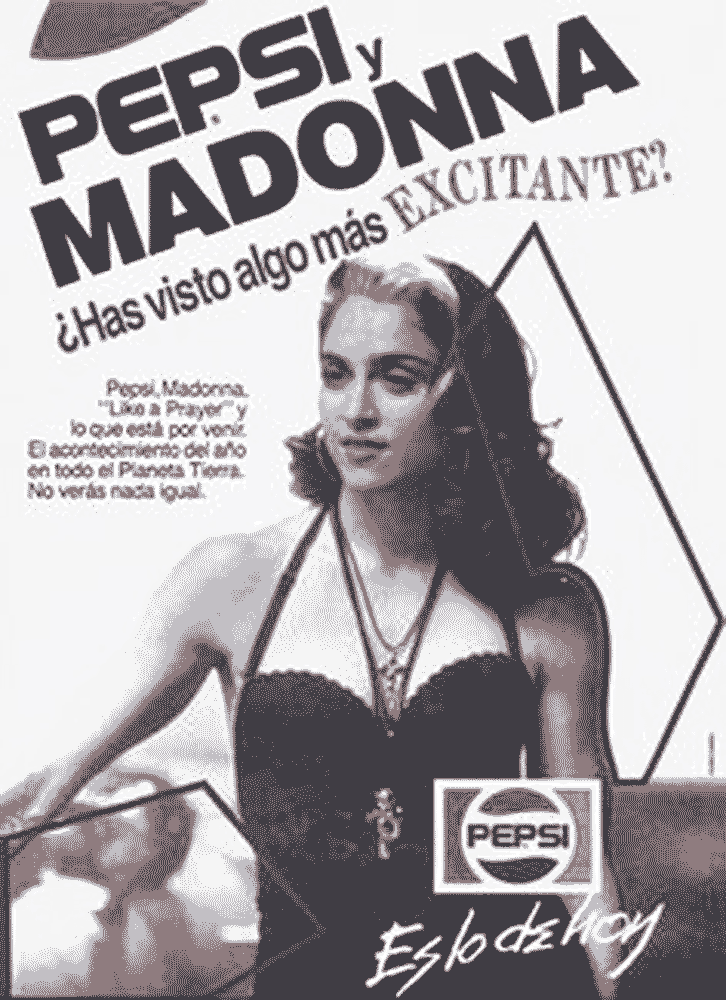 PEPSI y
MADONNA
¿Has visto algo más EXCITANTE?
Pepsi, Madonna,
"Like a Prayer" y
lo que está por venir.
El acontecimiento del año
en todo el Planeta Tierra.
No verás nada igual.
PEPSI
Es lo de hoy